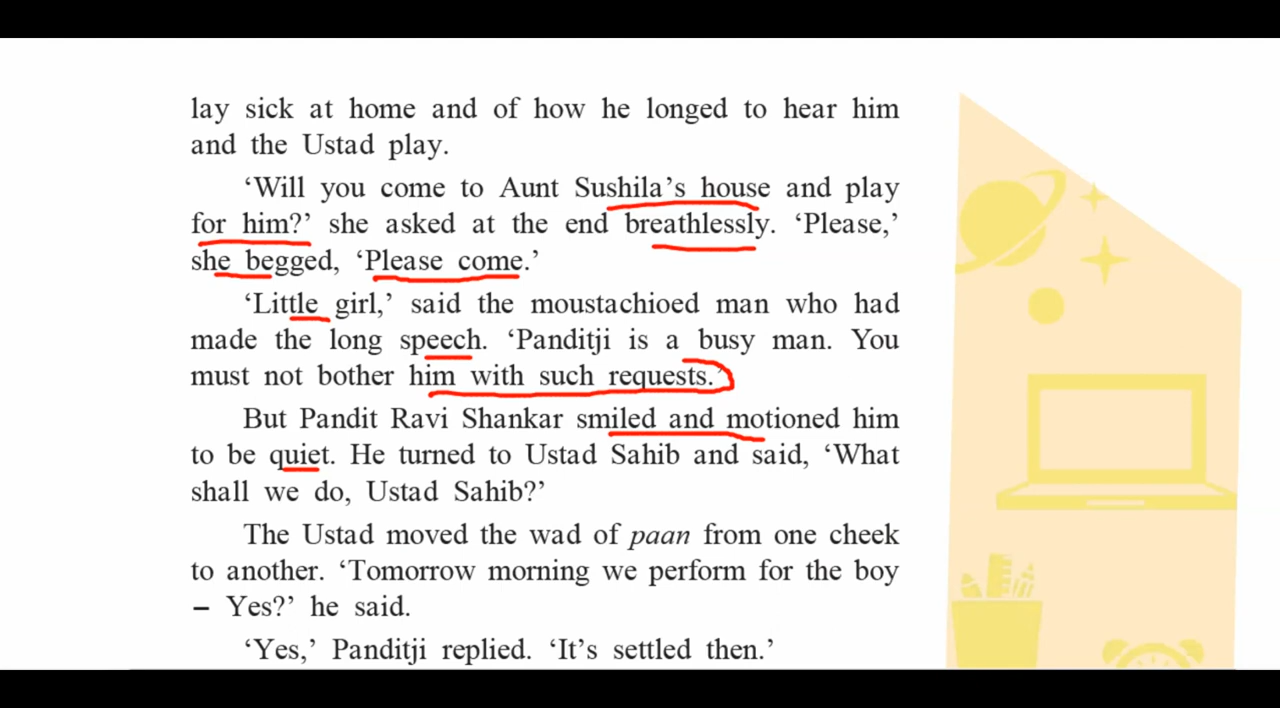 lay sick at home and of how he longed to hear him
and the Ustad play.
‘Will you come to Aunt Sushila’s house and play
for him?’ she asked at the end breathlessly. ‘Please,’
she begged, ‘Please come.’
‘Little girl,’ said the moustachioed man who had
made the long speech. ‘Panditji is a busy man. You
must not bother him with such requests.’
But Pandit Ravi Shankar smiled and motioned him
to be quiet. He turned to Ustad Sahib and said, ‘What
shall we do, Ustad Sahib?’
The Ustad moved the wad of paan from one cheek
to another. ‘Tomorrow morning we perform for the boy
– Yes?’ he said.
‘Yes,’ Panditji replied. ‘It’s settled then.’